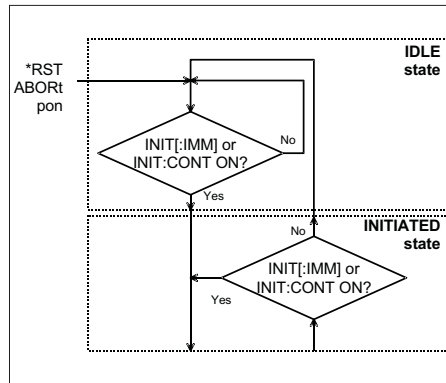 IDLE
state
*RST
ABORt
pon
INIT[:IMM] or
INIT:CONT ON?
No
Yes
INITIATED
state
No
INIT[:IMM] or
INIT:CONT ON?
Yes